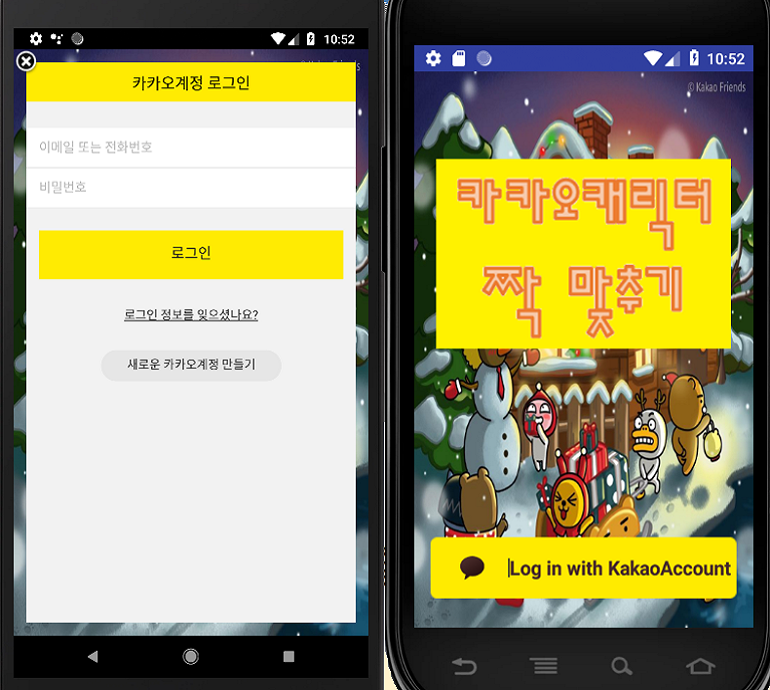 10:52
카카오계정 로그인
이메일 또는 전화번호
비밀번호
로그인
로그인 정보를 잊으셨나요?
새로운 카카오계정 만들기
10:52
© Kakao Friends
카카오캐릭터
짝 맞추기
Log in with KakaoAccount